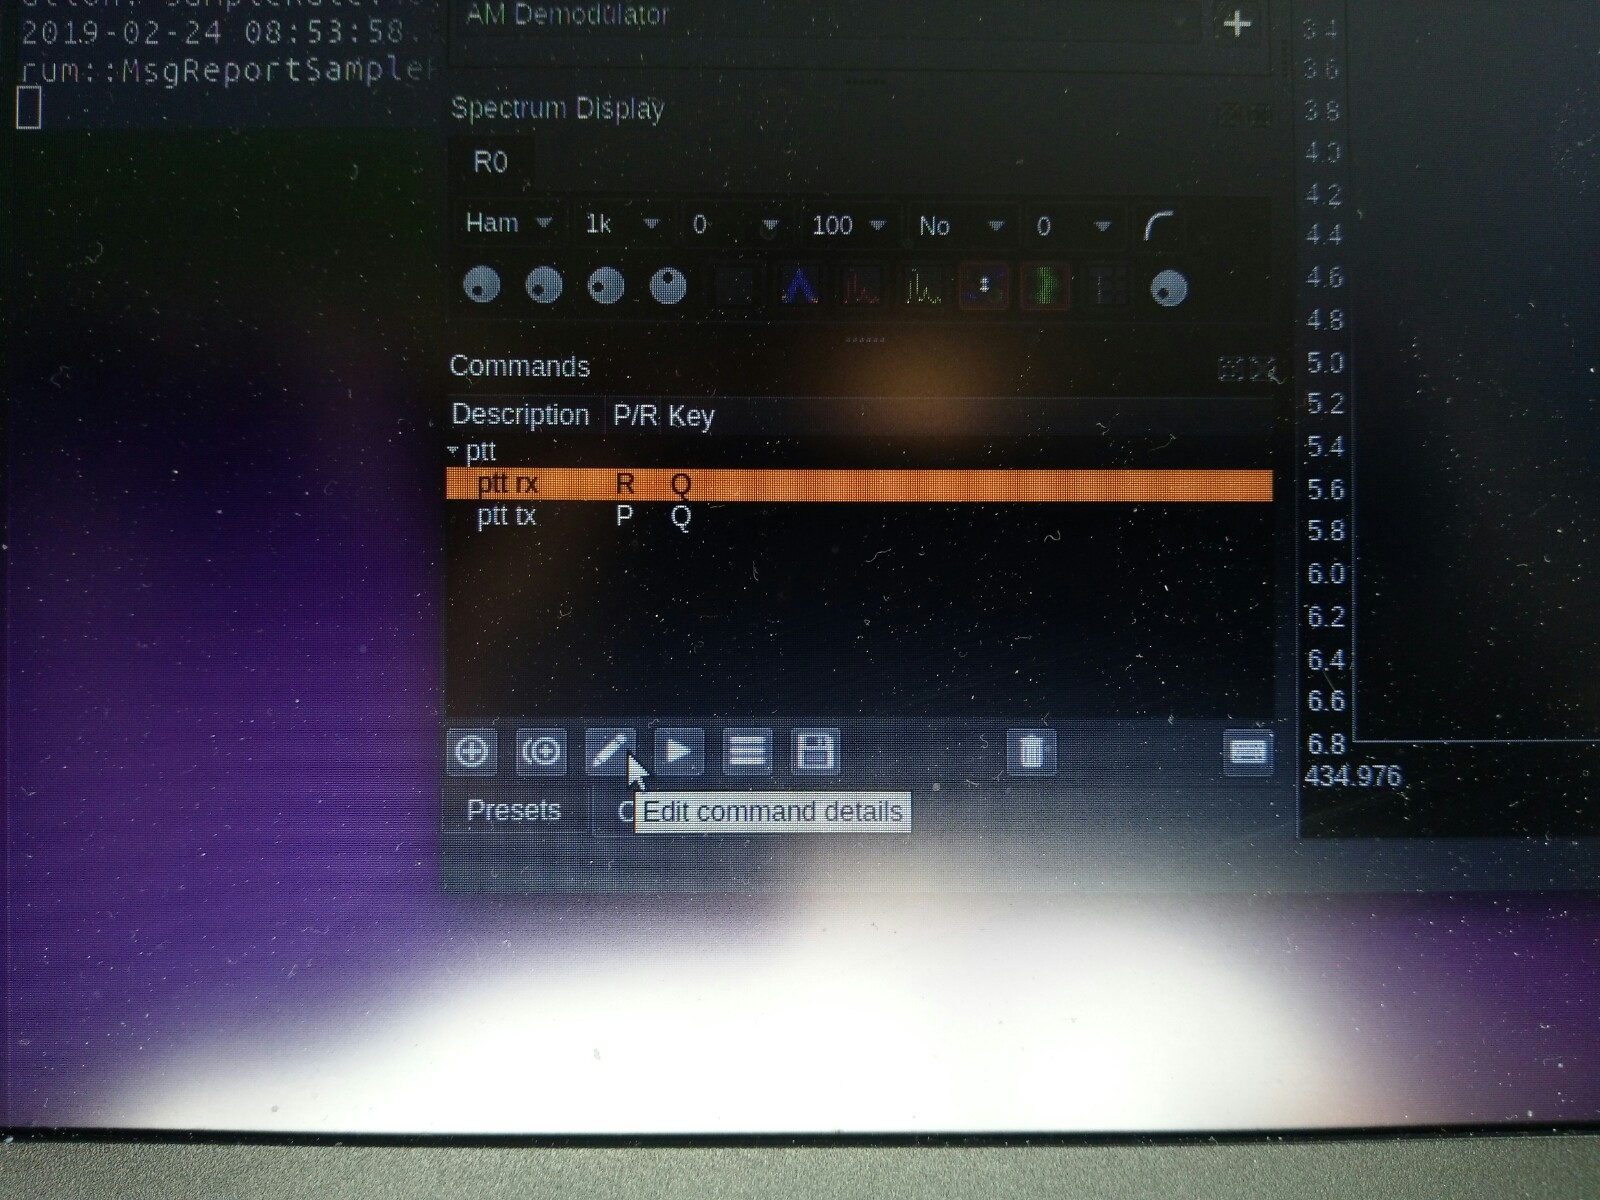 2019-02-24 08:53:58.
rum::MsgReportSample
AM Demodulator
Spectrum Display
R0
Ham 1k 0 100 No 0
Commands
Description P/R Key
ptt
ptt rx R Q
ptt tx P Q
Presets
Edit command details
3.4
3.6
3.8
4.0
4.2
4.4
4.6
4.8
5.0
5.2
5.4
5.6
5.8
6.0
6.2
6.4
6.6
6.8
434.976